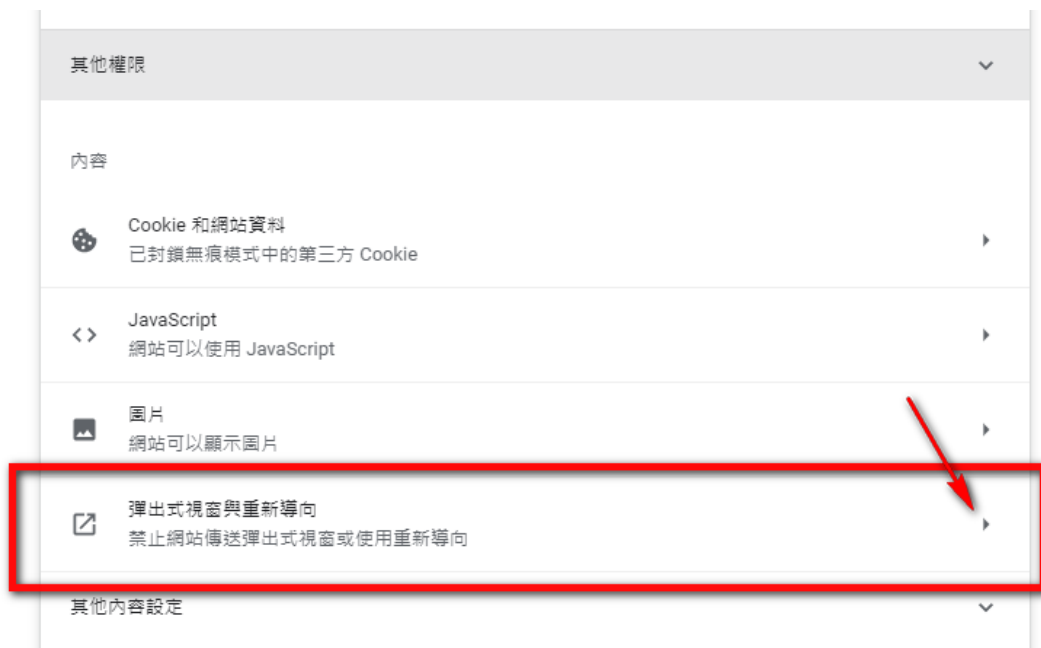 其他權限
內容
Cookie 和網站資料
已封鎖無痕模式中的第三方 Cookie
JavaScript
網站可以使用 JavaScript
圖片
網站可以顯示圖片
彈出式視窗與重新導向
禁止網站傳送彈出式視窗或使用重新導向
其他內容設定